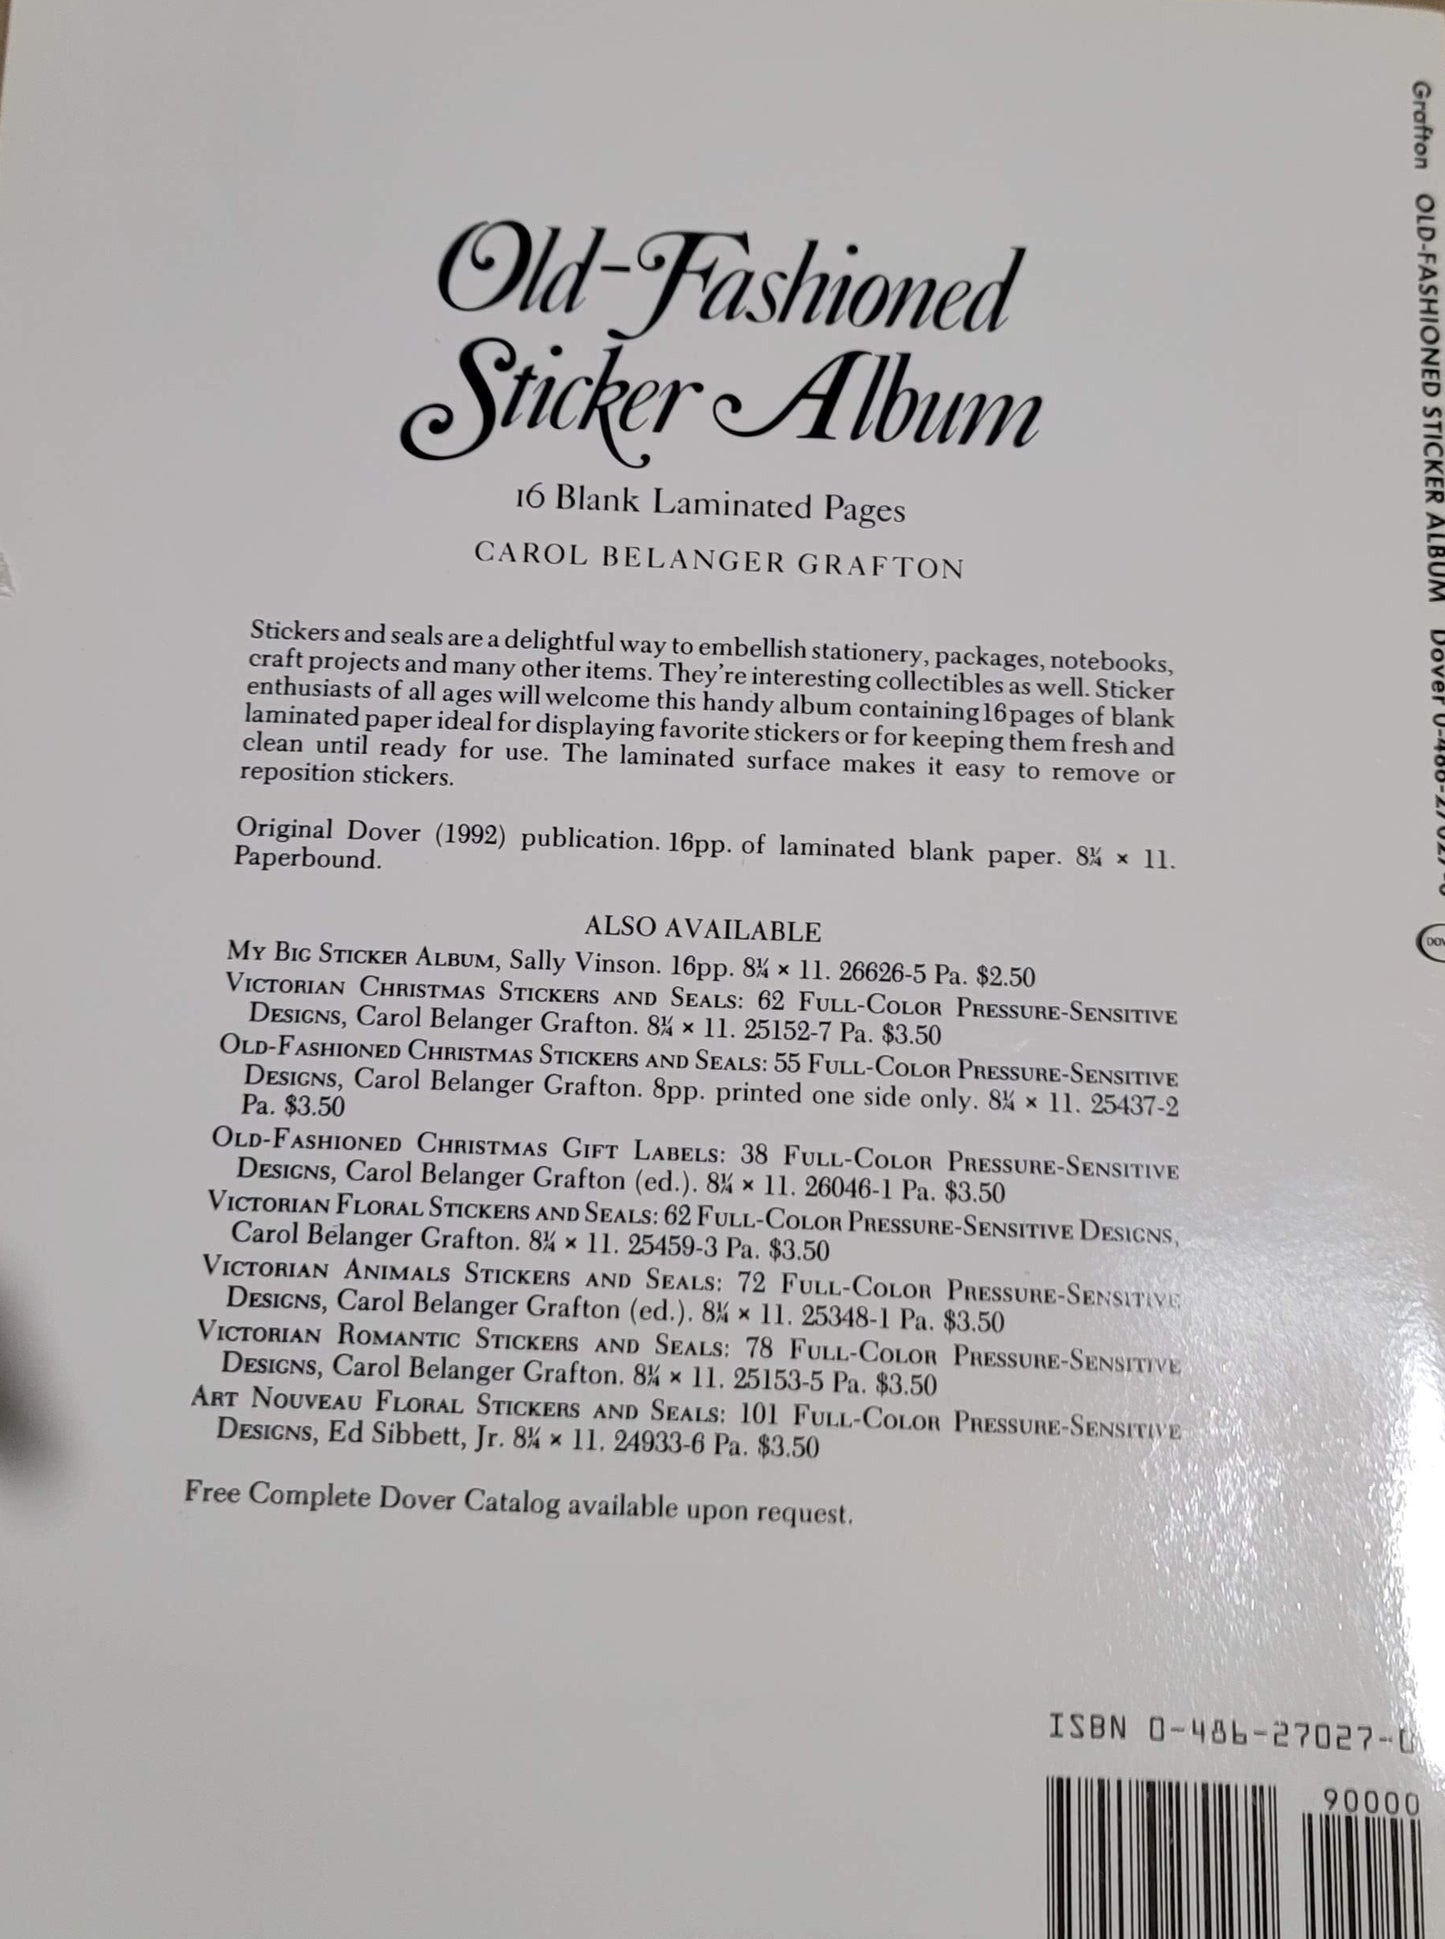 Old-Fashioned
Sticker Album
16 Blank Laminated Pages
CAROL BELANGER GRAFTON
Stickers and seals are a delightful way to embellish stationery, packages, notebooks,
craft projects and many other items. They're interesting collectibles as well. Sticker
enthusiasts of all ages will welcome this handy album containing 16 pages of blank
laminated paper ideal for displaying favorite stickers or for keeping them fresh and
clean until ready for use. The laminated surface makes it easy to remove or
reposition stickers.
Original Dover (1992) publication. 16pp. of laminated blank paper. 8¼ × 11.
Paperbound.
ALSO AVAILABLE
MY BIG STICKER ALBUM, Sally Vinson. 16pp. 8¼ × 11. 26626-5 Pa. $2.50
VICTORIAN CHRISTMAS STICKERS AND SEALS: 62 FULL-COLOR PRESSURE-SENSITIVE
DESIGNS, Carol Belanger Grafton. 8¼ × 11. 25152-7 Pa. $3.50
OLD-FASHIONED CHRISTMAS STICKERS AND SEALS: 55 FULL-COLOR PRESSURE-SENSITIVE
DESIGNS, Carol Belanger Grafton. 8pp. printed one side only. 8¼ × 11. 25437-2
Pa. $3.50
OLD-FASHIONED CHRISTMAS GIFT LABELS: 38 FULL-COLOR PRESSURE-SENSITIVE
DESIGNS, Carol Belanger Grafton (ed.). 8¼ × 11. 26046-1 Pa. $3.50
VICTORIAN FLORAL STICKERS AND SEALS: 62 FULL-COLOR PRESSURE-SENSITIVE DESIGNS,
Carol Belanger Grafton. 8¼ × 11. 25459-3 Pa. $3.50
VICTORIAN ANIMALS STICKERS AND SEALS: 72 FULL-COLOR PRESSURE-SENSITIVE
DESIGNS, Carol Belanger Grafton (ed.). 8¼ × 11. 25348-1 Pa. $3.50
VICTORIAN ROMANTIC STICKERS AND SEALS: 78 FULL-COLOR PRESSURE-SENSITIVE
DESIGNS, Carol Belanger Grafton. 8¼ × 11. 25153-5 Pa. $3.50
ART NOUVEAU FLORAL STICKERS AND SEALS: 101 FULL-COLOR PRESSURE-SENSITIVE
DESIGNS, Ed Sibbett, Jr. 8¼ × 11. 24933-6 Pa. $3.50
Free Complete Dover Catalog available upon request.
ISBN 0-486-27027-0
90000
Grafton OLD-FASHIONED STICKER ALBUM Dover 0-486-27027-0